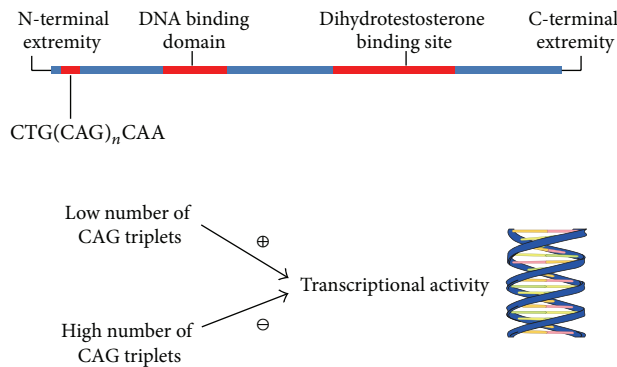 N-terminal
extremity
DNA binding
domain
Dihydrotestosterone
binding site
C-terminal
extremity
CTG(CAG)nCAA
Low number of
CAG triplets
⊕
Transcriptional activity
⊖
High number of
CAG triplets